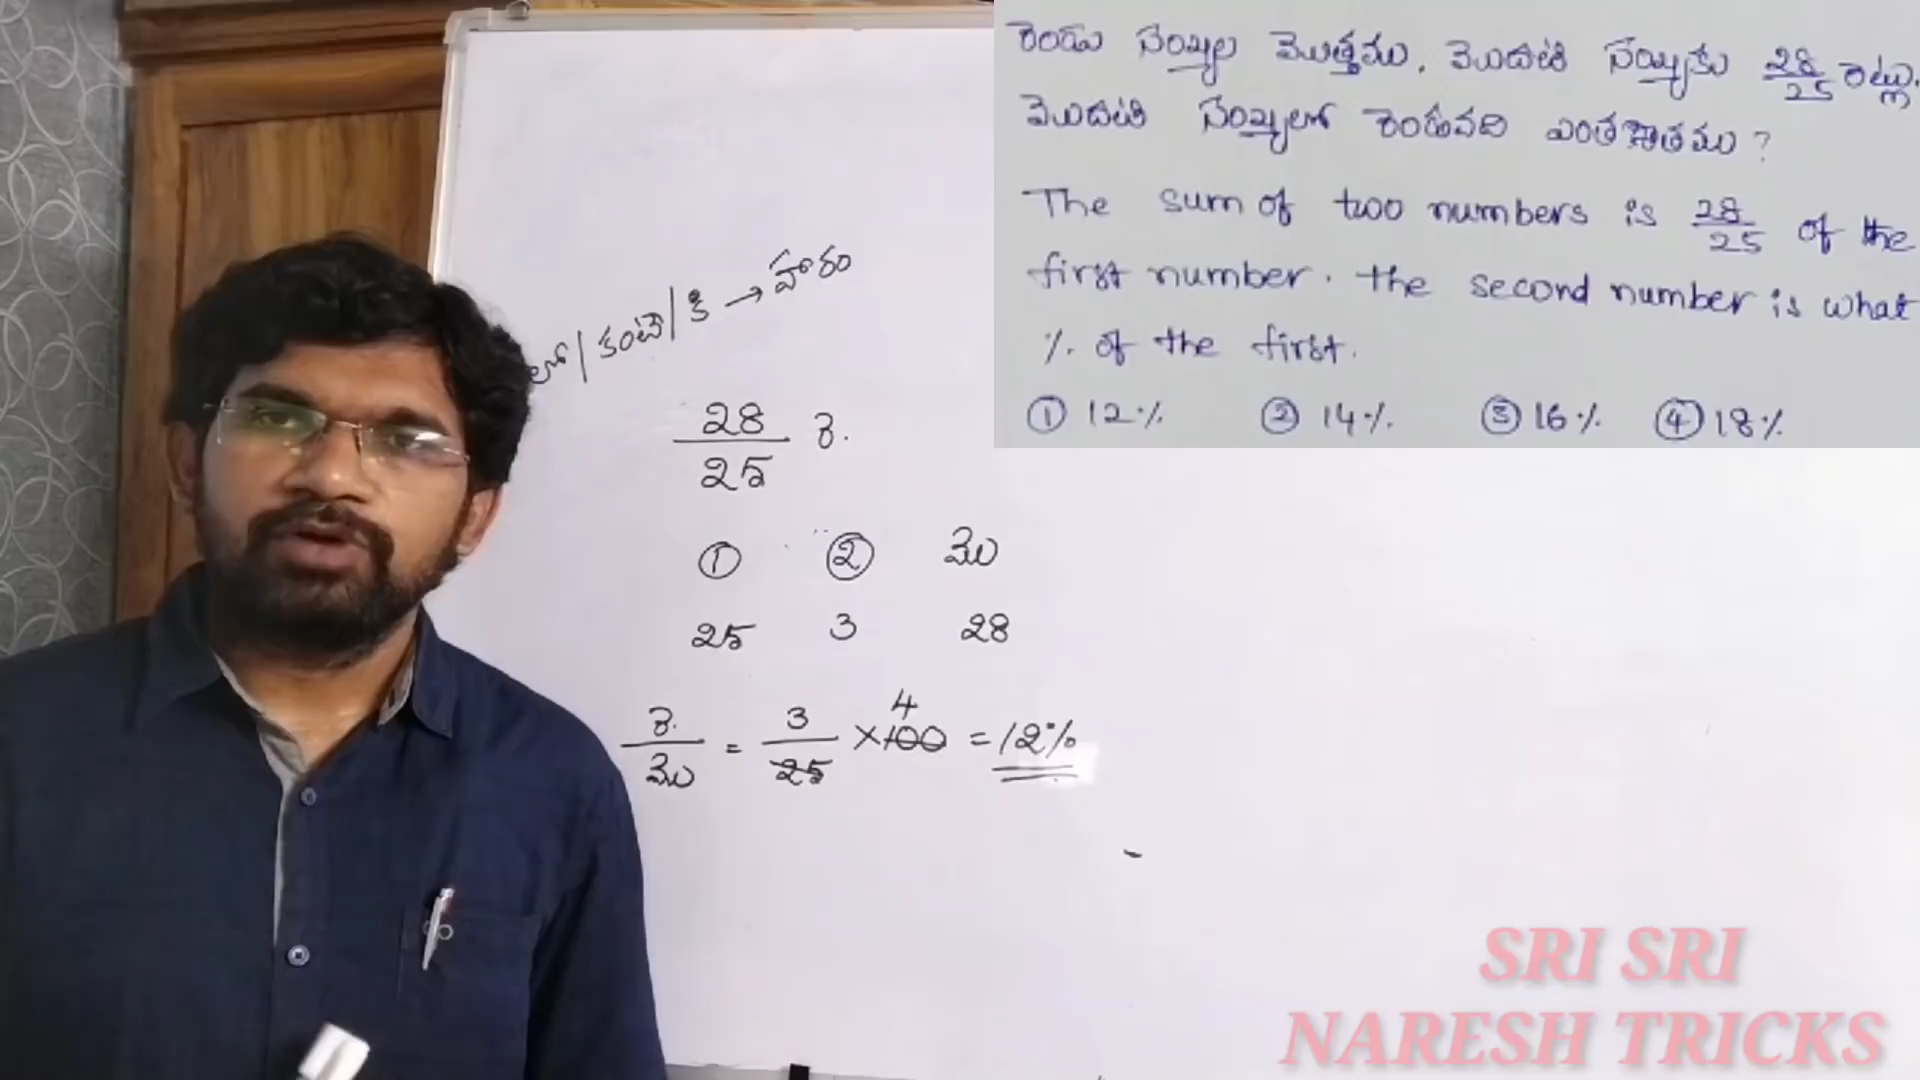 రెండు సంఖ్యల మొత్తము, మొదటి సంఖ్యకు 28/25 రెట్లు.
మొదటి సంఖ్యలో రెండవది ఎంతశాతము ?
The sum of two numbers is 28/25 of the
first number. the second number is what
% of the first.
① 12% ② 14% ③ 16% ④ 18%
లో / కంటే / కి → హారం
28/25 రె.
① ② మొ
25 3 28
రె./మొ = 3/25 × 100 4 = 12%
SRI SRI
NARESH TRICKS